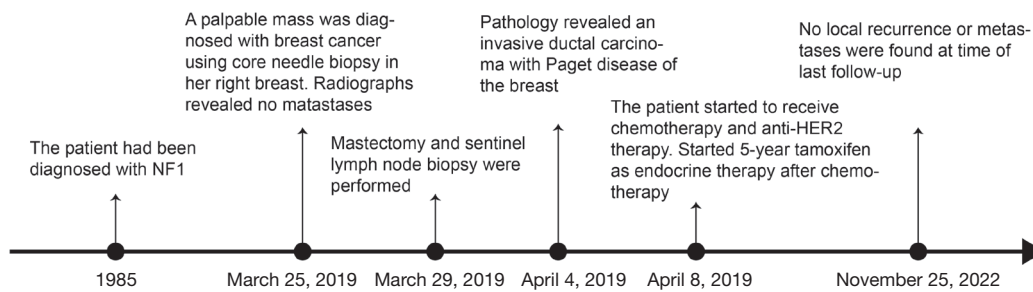 The patient had been
diagnosed with NF1
A palpable mass was diag-
nosed with breast cancer
using core needle biopsy in
her right breast. Radiographs
revealed no matastases
Mastectomy and sentinel
lymph node biopsy were
performed
Pathology revealed an
invasive ductal carcino-
ma with Paget disease of
the breast
The patient started to receive
chemotherapy and anti-HER2
therapy. Started 5-year tamoxifen
as endocrine therapy after chemo-
therapy
No local recurrence or metas-
tases were found at time of
last follow-up
1985
March 25, 2019
March 29, 2019
April 4, 2019
April 8, 2019
November 25, 2022